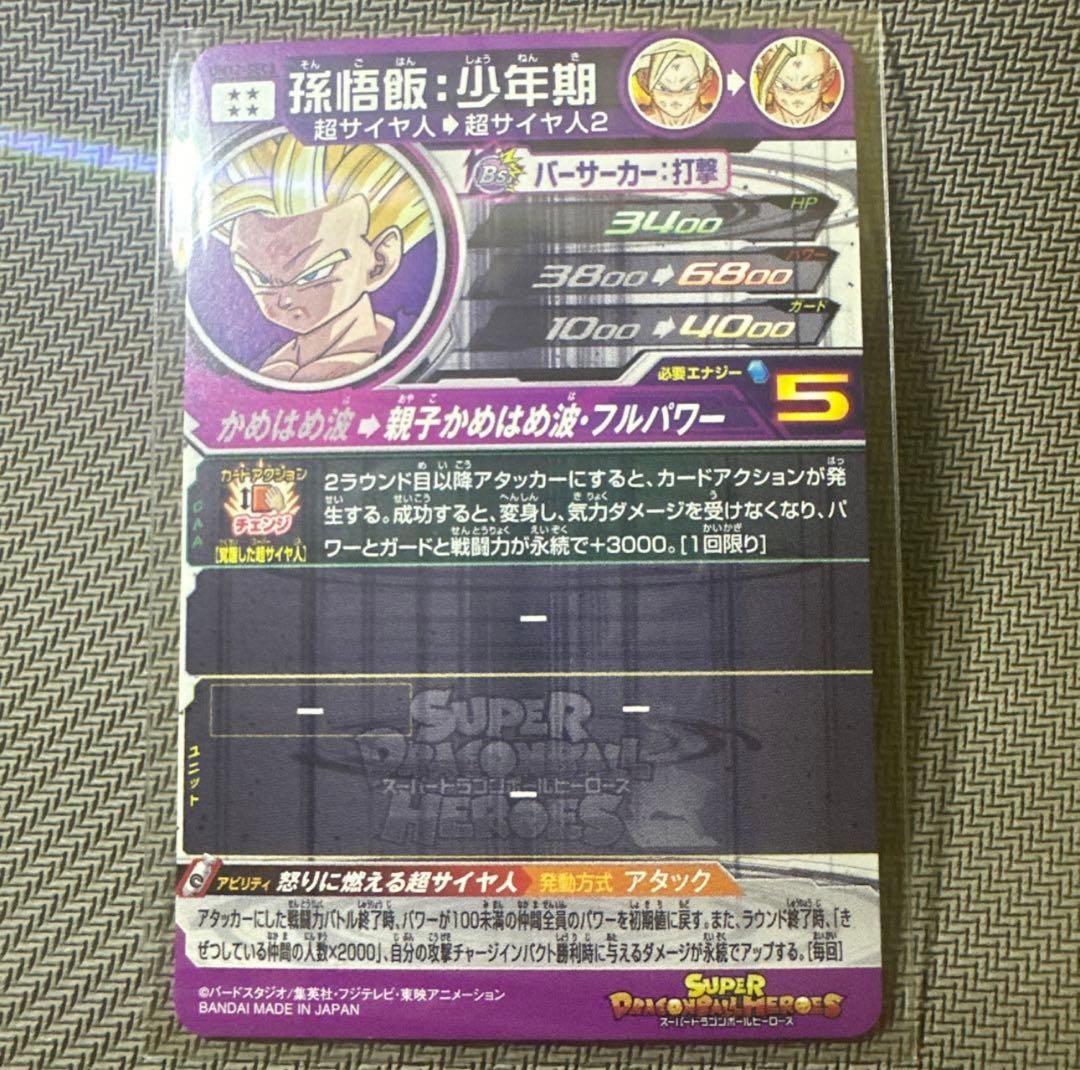 孫悟飯:少年期
そんごはん しょうねんき
超サイヤ人➡超サイヤ人2
Bs バーサーカー:打撃
HP
3400
パワー
3800➡6800
ガード
1000➡4000
必要エナジー
5
かめはめ波➡親子かめはめ波・フルパワー
カードアクション
チェンジ
[覚醒した超サイヤ人]
CAA
2ラウンド目以降アタッカーにすると、カードアクションが発
生する。成功すると、変身し、気力ダメージを受けなくなり、パ
ワーとガードと戦闘力が永続で+3000。[1回限り]
ー
ー ー
ユニット
ー
SUPER
DRAGONBALL
スーパードラゴンボールヒーローズ
HEROES
アビリティ 怒りに燃える超サイヤ人 発動方式 アタック
アタッカーにした戦闘力バトル終了時、パワーが100未満の仲間全員のパワーを初期値に戻す。また、ラウンド終了時、「き
ぜつしている仲間の人数×2000」、自分の攻撃チャージインパクト勝利時に与えるダメージが永続でアップする。[毎回]
©バードスタジオ/集英社・フジテレビ・東映アニメーション
BANDAI MADE IN JAPAN
SUPER
DRAGONBALL HEROES
スーパードラゴンボールヒーローズ